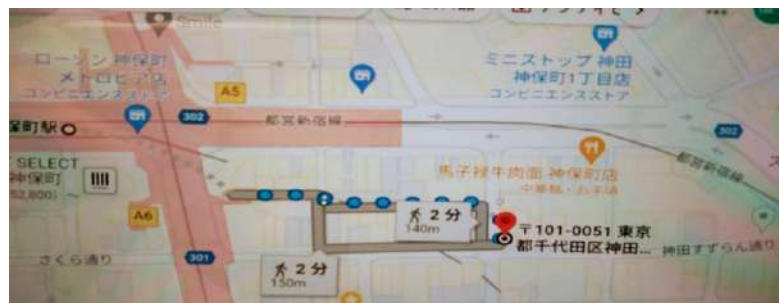 Smile
ローソン 神保町
メトロピア店
コンビニエンスストア
A5
ミニストップ 神田
神保町1丁目店
コンビニエンスストア
302
都営新宿線
302
保町駅
都営新宿線
SELECT
神保町
52,800)
馬子禄牛肉面 神保町店
中華麺・お手頃
A6
2 分
140m
〒101-0051 東京
都千代田区神田...
神田すずらん通り
さくら通り
301
2 分
150m